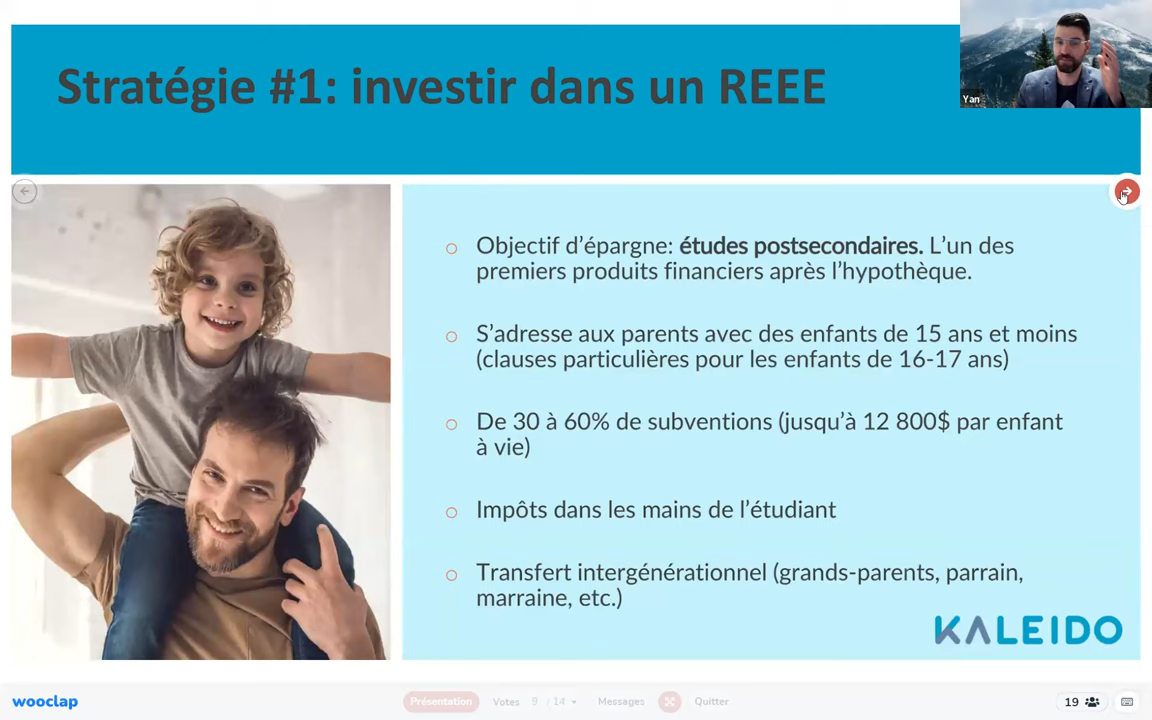 Stratégie #1: investir dans un REEE
Yan
Objectif d’épargne: études postsecondaires. L’un des
premiers produits financiers après l’hypothèque.
S’adresse aux parents avec des enfants de 15 ans et moins
(clauses particulières pour les enfants de 16-17 ans)
De 30 à 60% de subventions (jusqu’à 12 800$ par enfant
à vie)
Impôts dans les mains de l’étudiant
Transfert intergénérationnel (grands-parents, parrain,
marraine, etc.)
KALEIDO
wooclap
Présentation Votes 9 / 14 Messages Quitter
19